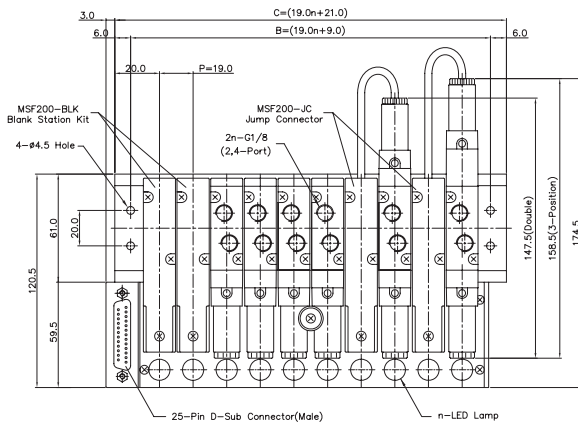 C=(19.0n+21.0)
3.0
6.0
B=(19.0n+9.0)
6.0
20.0
P=19.0
MSF200-BLK
Blank Station Kit
MSF200-JC
Jump Connector
4-ø4.5 Hole
2n-G1/8
(2,4-Port)
61.0
20.0
120.5
59.5
147.5(Double)
158.5(3-Position)
174.5
25-Pin D-Sub Connector(Male)
n-LED Lamp